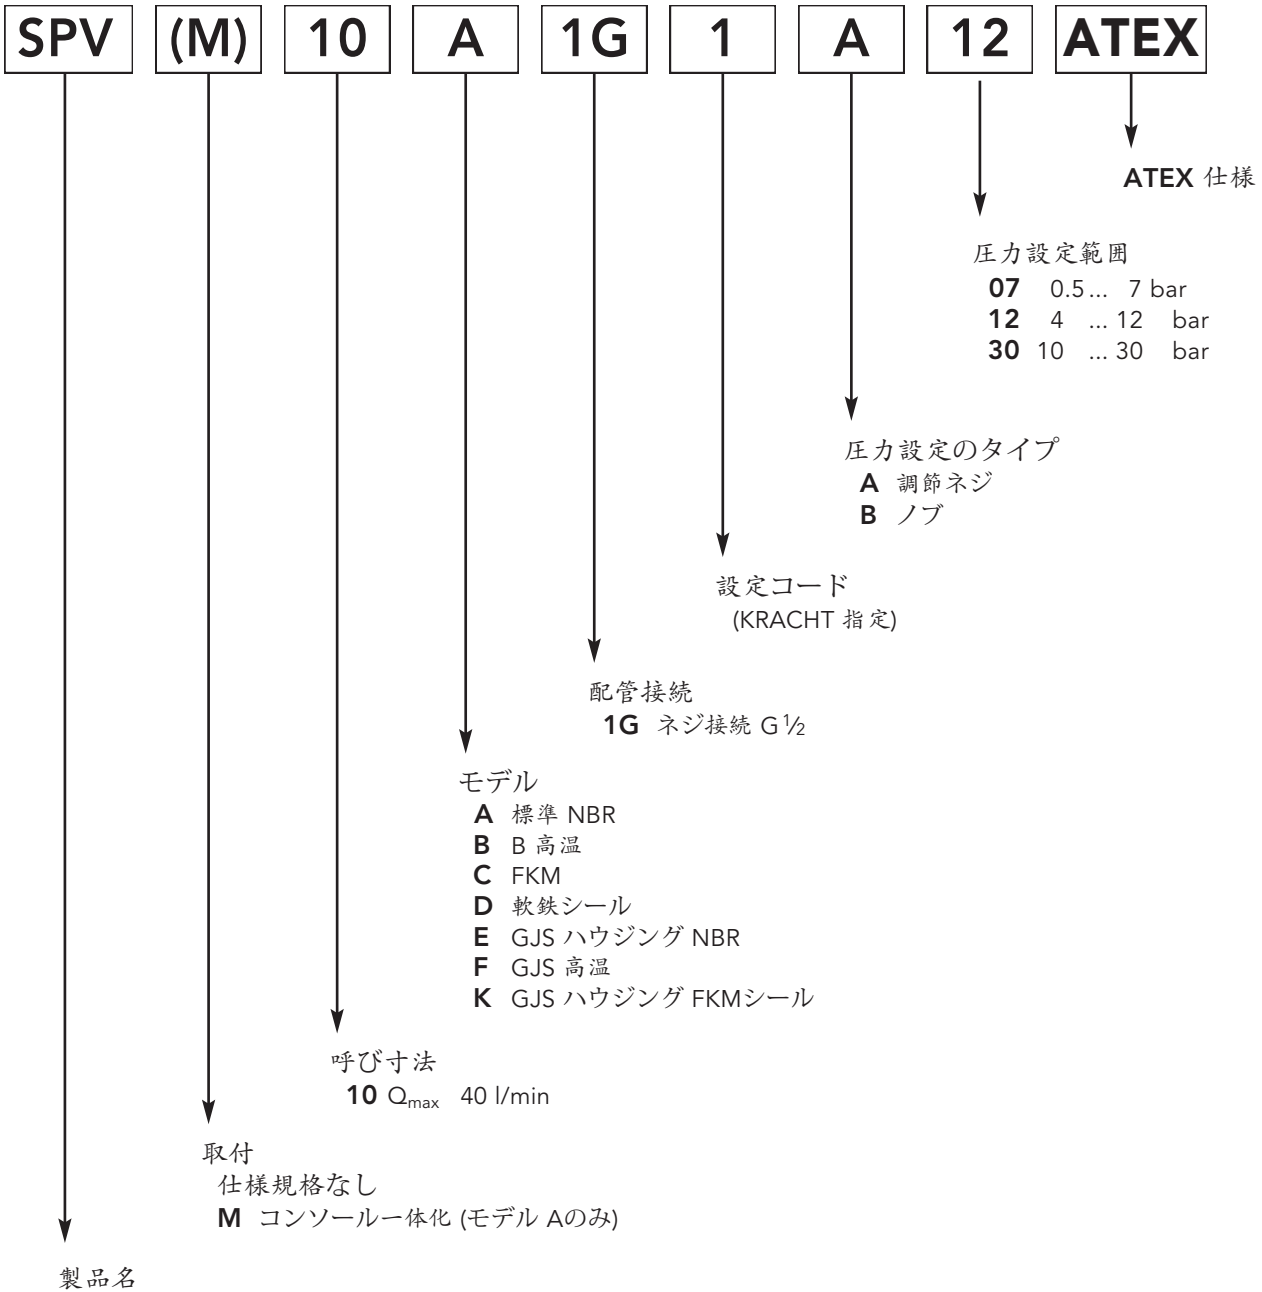 SPV (M) 10 A 1G 1 A 12 ATEX
ATEX 仕様
圧力設定範囲
07 0.5... 7 bar
12 4 ... 12 bar
30 10 ... 30 bar
圧力設定のタイプ
A 調節ネジ
B ノブ
設定コード
(KRACHT 指定)
配管接続
1G ネジ接続 G ½
モデル
A 標準 NBR
B B 高温
C FKM
D 軟鉄シール
E GJS ハウジング NBR
F GJS 高温
K GJS ハウジング FKMシール
呼び寸法
10 Qmax 40 l/min
取付
仕様規格なし
M コンソール一体化 (モデル Aのみ)
製品名